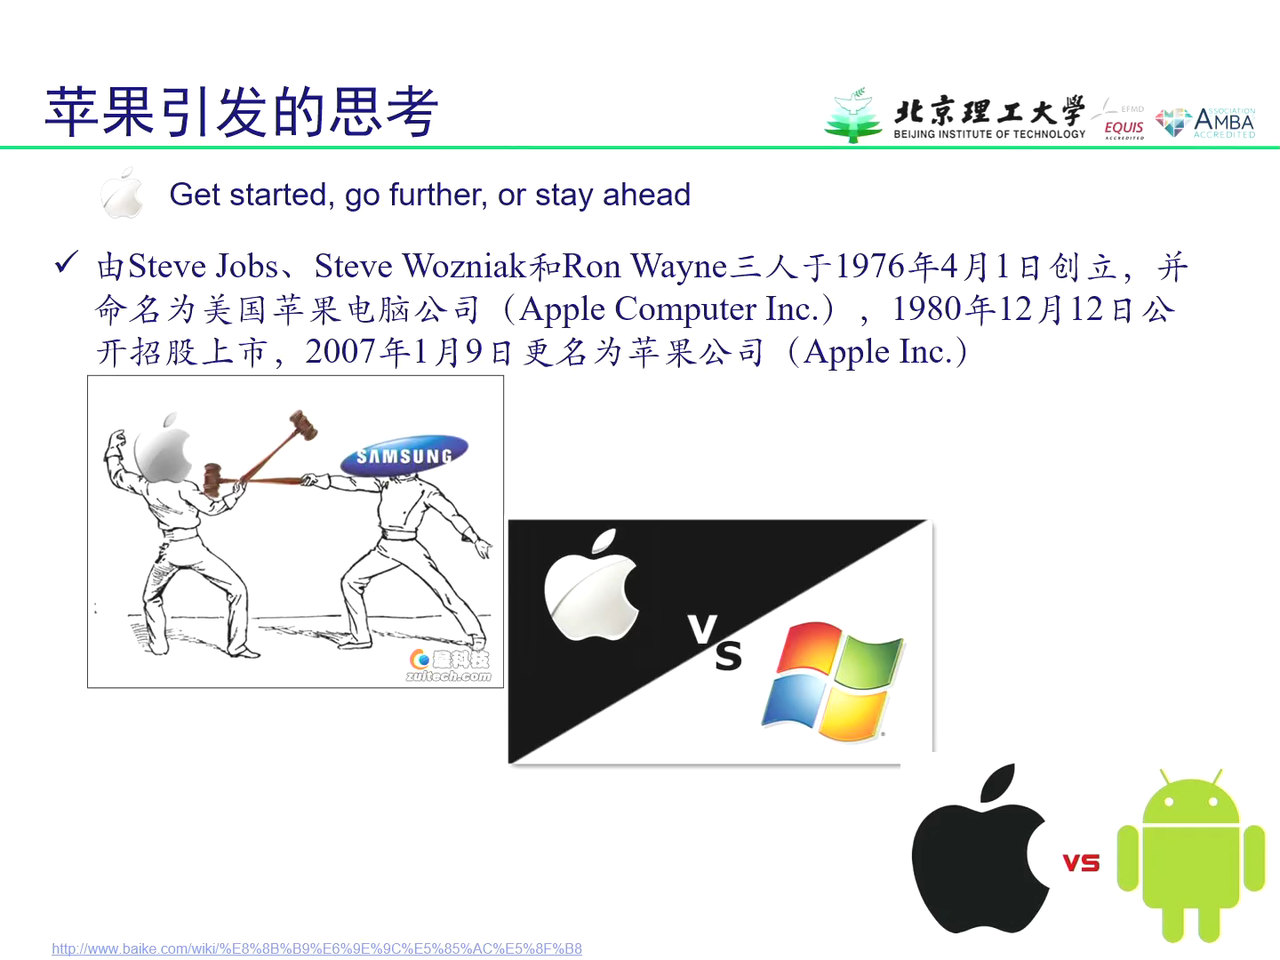 苹果引发的思考
北京理工大学
BEIJING INSTITUTE OF TECHNOLOGY
EFMD
EQUIS
ACCREDITED
ASSOCIATION
AMBA
ACCREDITED
Get started, go further, or stay ahead
✓ 由Steve Jobs、Steve Wozniak和Ron Wayne三人于1976年4月1日创立，并
命名为美国苹果电脑公司（Apple Computer Inc.），1980年12月12日公
开招股上市，2007年1月9日更名为苹果公司（Apple Inc.）
SAMSUNG
科技
zuitech.com
VS
VS
http://www.baike.com/wiki/%E8%8B%B9%E6%9E%9C%E5%85%AC%E5%8F%B8